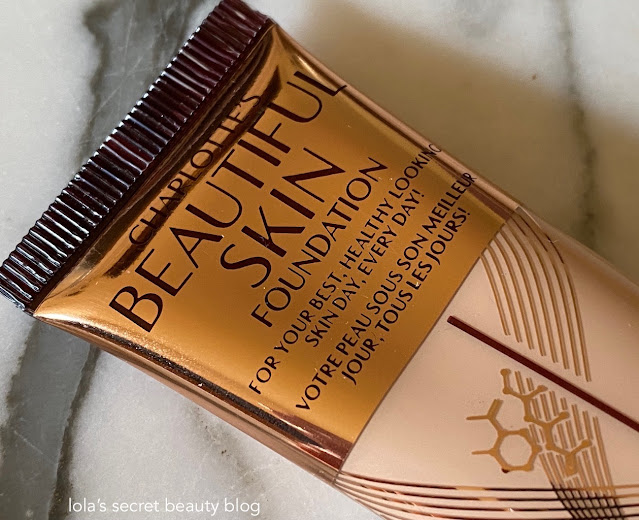 CHARLOTTE'S
BEAUTIFUL
SKIN
FOUNDATION
FOR YOUR BEST, HEALTHY LOOKING
SKIN DAY, EVERY DAY!
VOTRE PEAU SOUS SON MEILLEUR
JOUR, TOUS LES JOURS!
lola's secret beauty blog